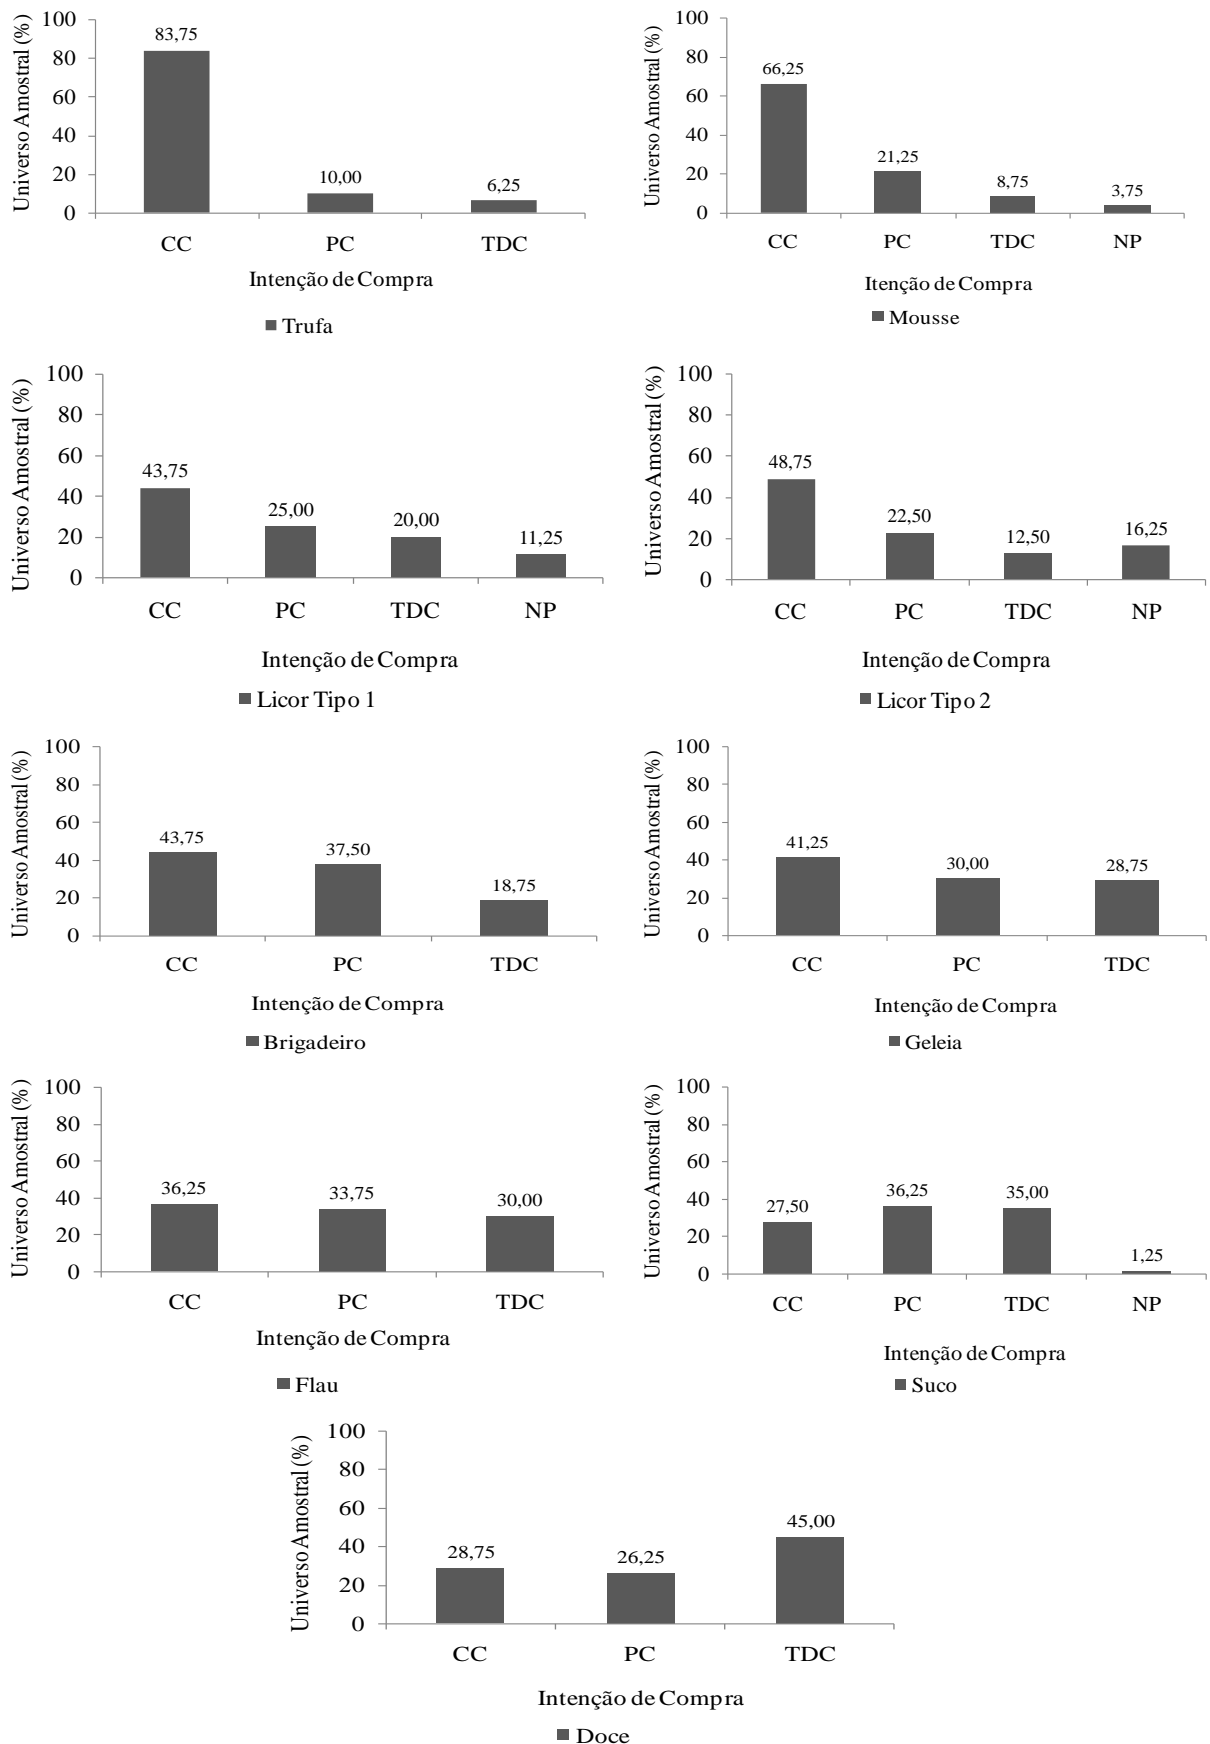 Universo Amostral (%)
100
80
60
40
20
0
83,75
10,00
6,25
CC PC TDC
Intenção de Compra
Trufa
Universo Amostral (%)
100
80
60
40
20
0
66,25
21,25
8,75
3,75
CC PC TDC NP
Itenção de Compra
Mousse
Universo Amostral (%)
100
80
60
40
20
0
43,75
25,00
20,00
11,25
CC PC TDC NP
Intenção de Compra
Licor Tipo 1
Universo Amostral (%)
100
80
60
40
20
0
48,75
22,50
12,50
16,25
CC PC TDC NP
Intenção de Compra
Licor Tipo 2
Universo Amostral (%)
100
80
60
40
20
0
43,75
37,50
18,75
CC PC TDC
Intenção de Compra
Brigadeiro
Universo Amostral (%)
100
80
60
40
20
0
41,25
30,00
28,75
CC PC TDC
Intenção de Compra
Geleia
Universo Amostral (%)
100
80
60
40
20
0
36,25
33,75
30,00
CC PC TDC
Intenção de Compra
Flau
Universo Amostral (%)
100
80
60
40
20
0
27,50
36,25
35,00
1,25
CC PC TDC NP
Intenção de Compra
Suco
Universo Amostral (%)
100
80
60
40
20
0
28,75
26,25
45,00
CC PC TDC
Intenção de Compra
Doce